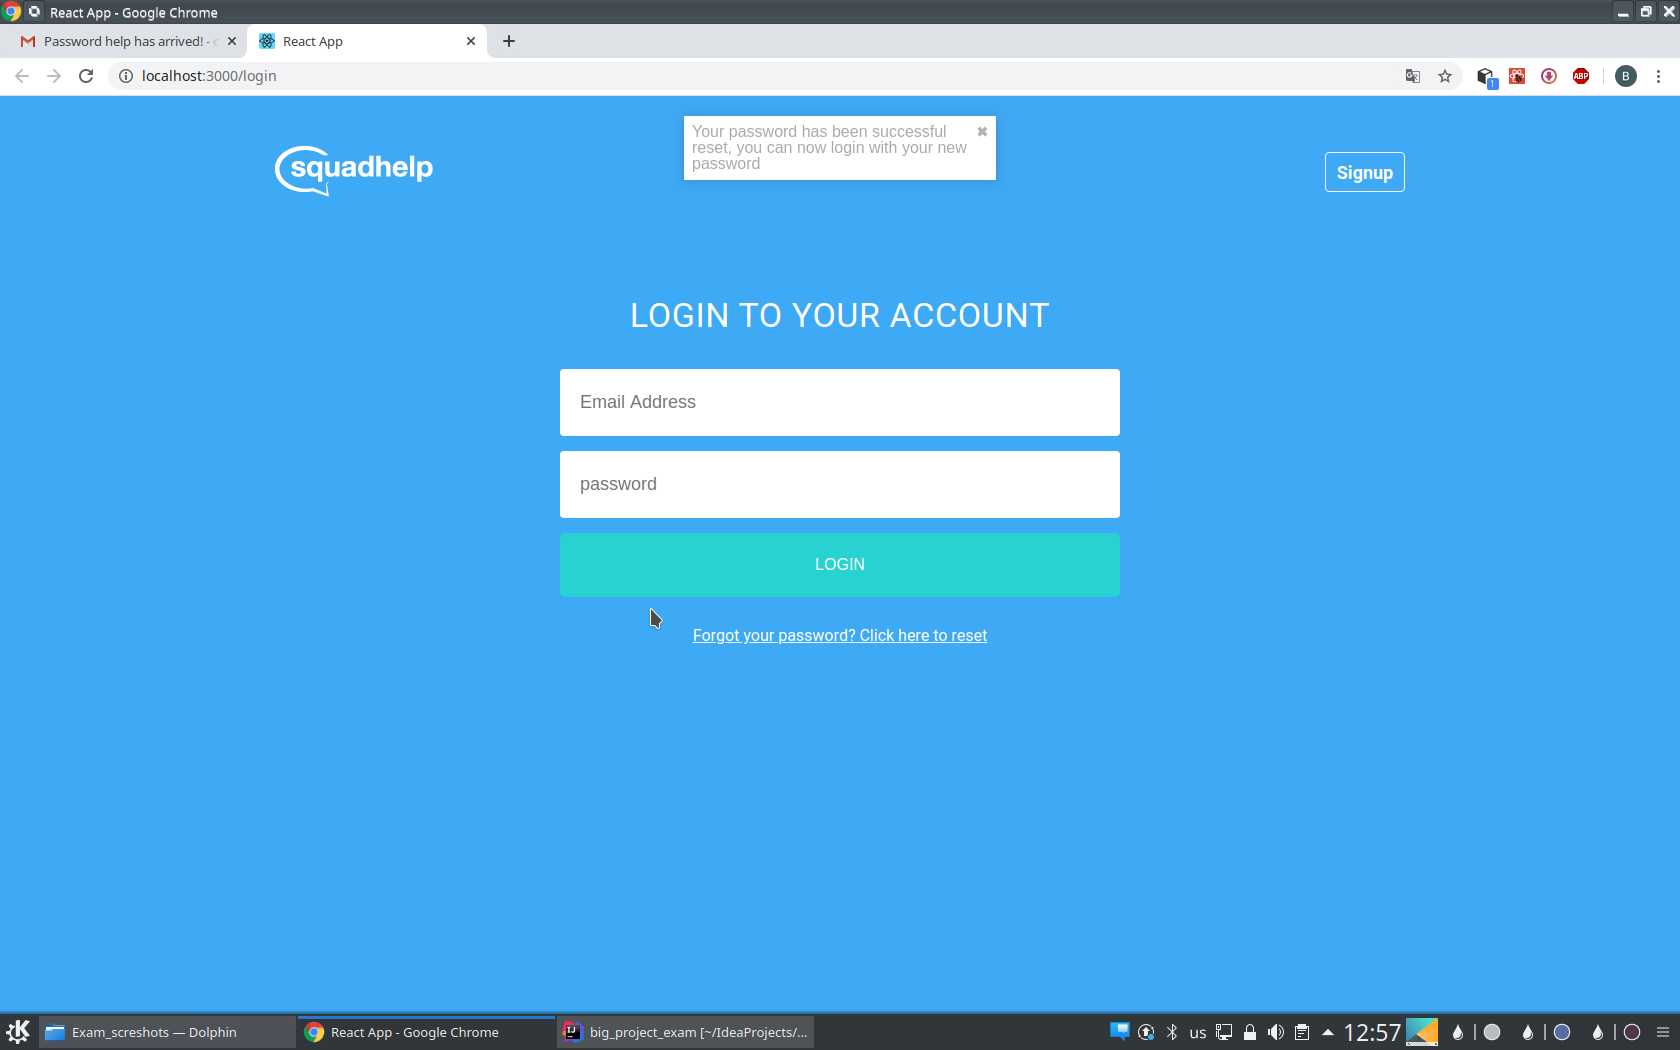 React App - Google Chrome
Password help has arrived! -
React App
localhost:3000/login
1
ABP
B
Your password has been successful
reset, you can now login with your new
password
squadhelp
Signup
LOGIN TO YOUR ACCOUNT
Email Address
password
LOGIN
Forgot your password? Click here to reset
Exam_screshots — Dolphin
React App - Google Chrome
big_project_exam [~/IdeaProjects/...
us
12:57